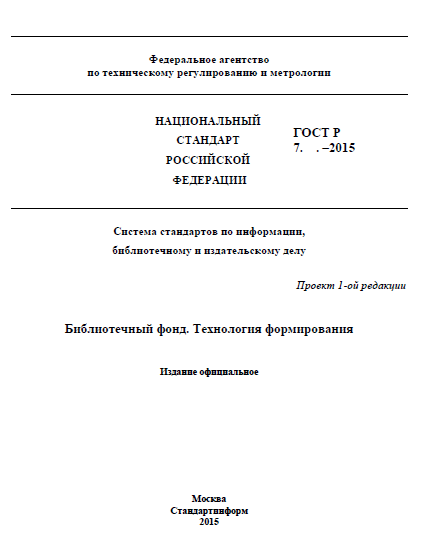 Федеральное агентство
по техническому регулированию и метрологии
НАЦИОНАЛЬНЫЙ
СТАНДАРТ
РОССИЙСКОЙ
ФЕДЕРАЦИИ
ГОСТ Р
7. . –2015
Система стандартов по информации,
библиотечному и издательскому делу
Проект 1-ой редакции
Библиотечный фонд. Технология формирования
Издание официальное
Москва
Стандартинформ
2015